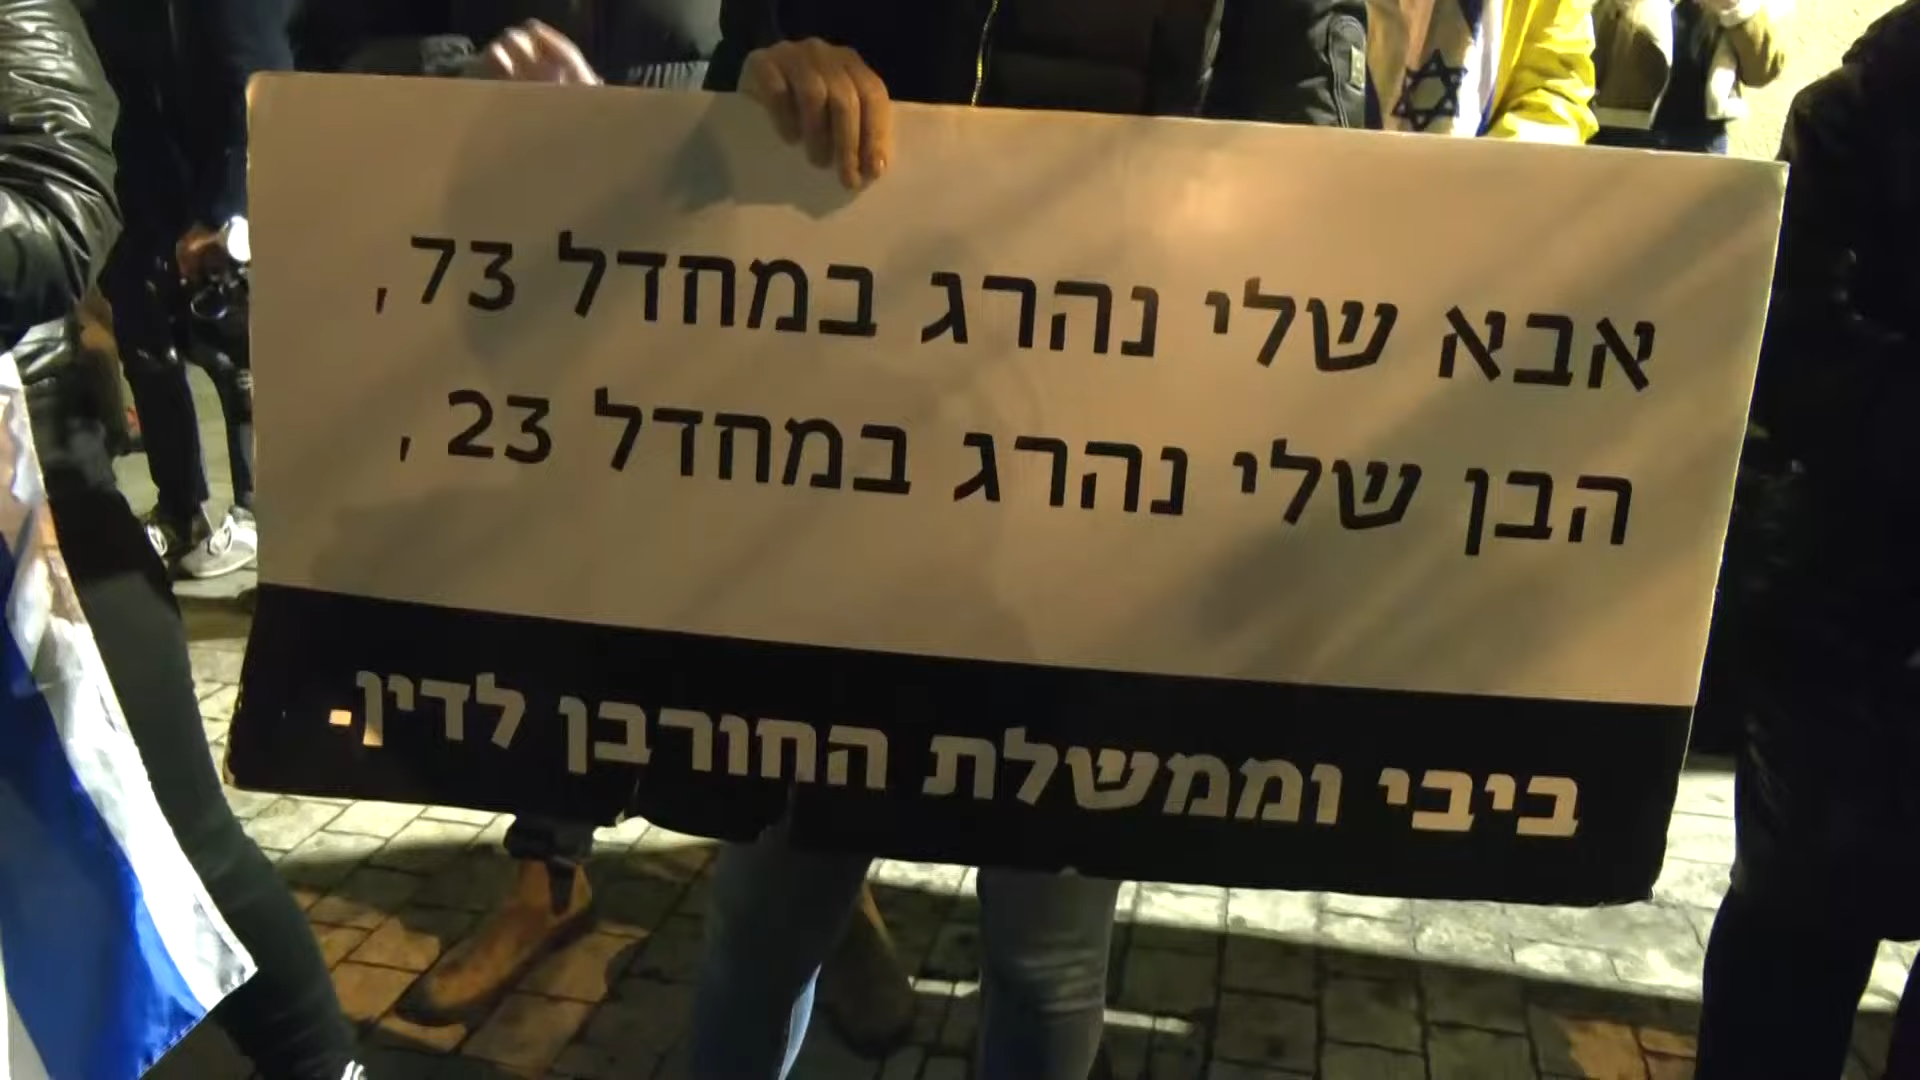 אבא שלי נהרג במחדל 73,
הבן שלי נהרג במחדל 23,
ביבי וממשלת החורבן לדין.